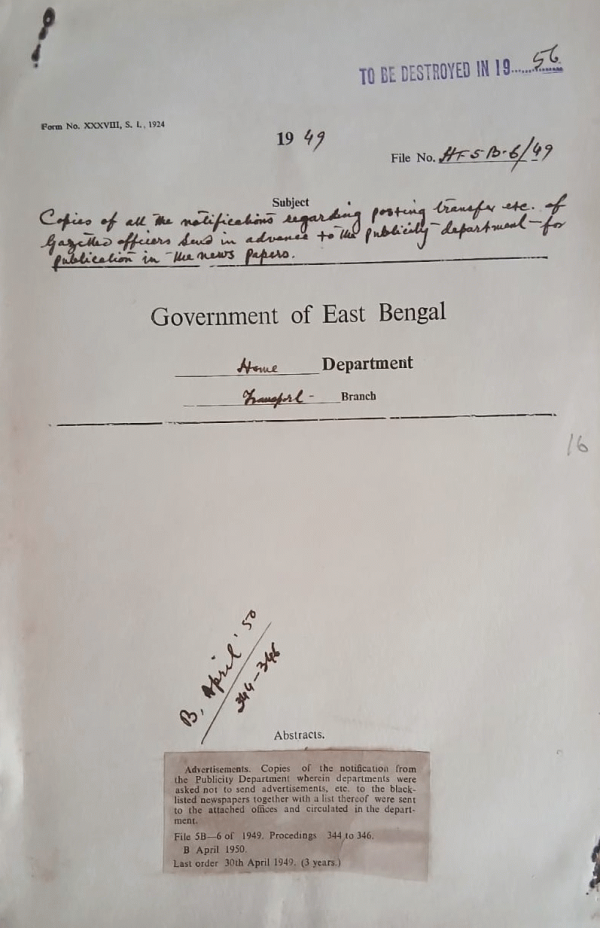 TO BE DESTROYED IN 19......56
Form No. XXXVIII, S. I., 1924
1949
File No. HF5B-6/49
Subject
Copies of all the notifications regarding posting transfer etc. of
Gazetted officers send in advance to the publicity department for
publication in the news papers.
Government of East Bengal
Home Department
Transport - Branch
16
B, April '50
344-346
Abstracts.
Advertisements. Copies of the notification from
the Publicity Department wherein departments were
asked not to send advertisements, etc. to the black-
listed newspapers together with a list thereof were sent
to the attached offices and circulated in the depart-
ment.
File 5B—6 of 1949. Procedings 344 to 346.
B April 1950.
Last order 30th April 1949. (3 years.)